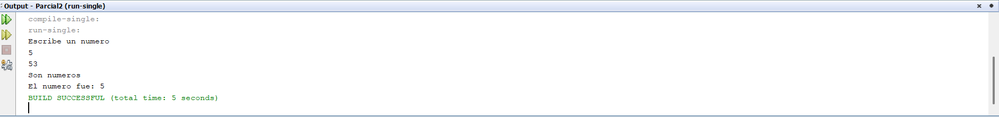 Output - Parcial2 (run-single)
compile-single:
run-single:
Escribe un numero
5
53
Son numeros
El numero fue: 5
BUILD SUCCESSFUL (total time: 5 seconds)